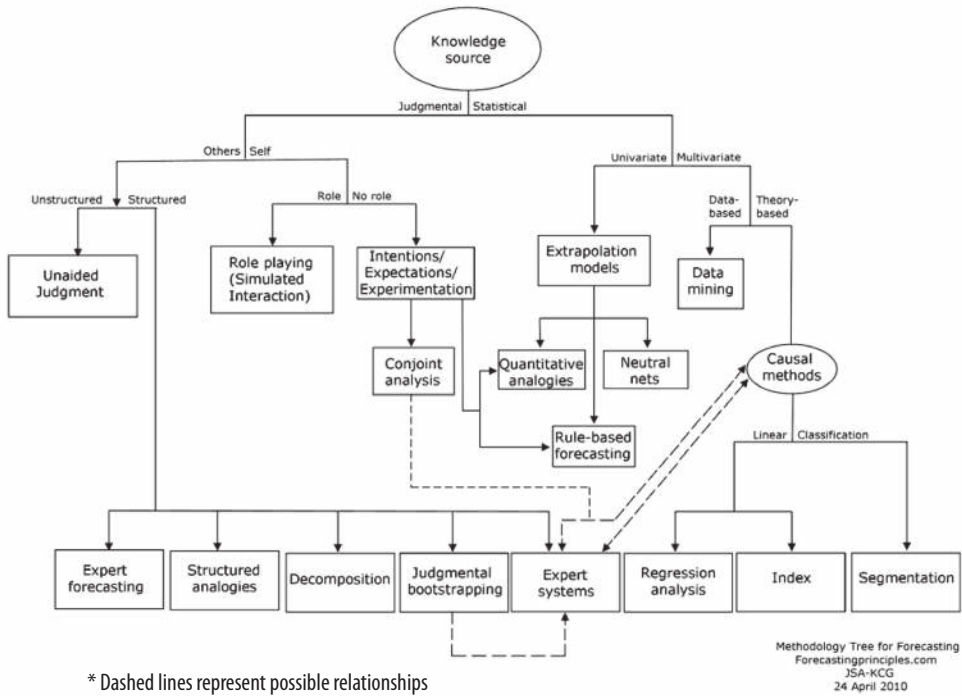 Knowledge
source
Judgmental Statistical
Others Self
Univariate Multivariate
Unstructured Structured
Role No role
Data-
based
Theory-
based
Unaided
Judgment
Role playing
(Simulated
Interaction)
Intentions/
Expectations/
Experimentation
Extrapolation
models
Data
mining
Conjoint
analysis
Quantitative
analogies
Neutral
nets
Causal
methods
Rule-based
forecasting
Linear Classification
Expert
forecasting
Structured
analogies
Decomposition
Judgmental
bootstrapping
Expert
systems
Regression
analysis
Index
Segmentation
Methodology Tree for Forecasting
Forecastingprinciples.com
JSA-KCG
24 April 2010
* Dashed lines represent possible relationships